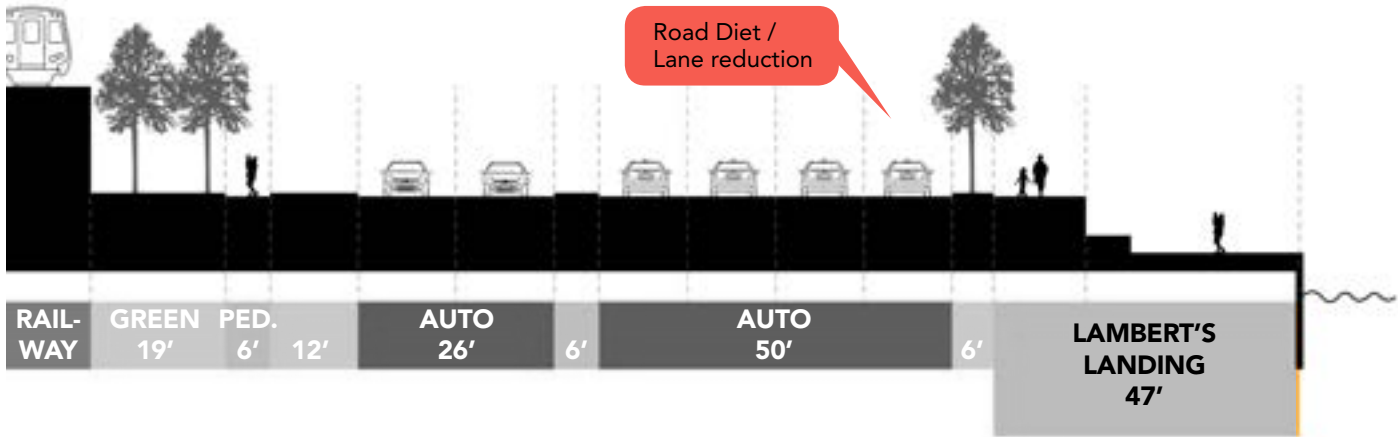 Road Diet /
Lane reduction
RAIL-
WAY
GREEN
19′
PED.
6′
12′
AUTO
26′
6′
AUTO
50′
6′
LAMBERT'S
LANDING
47′